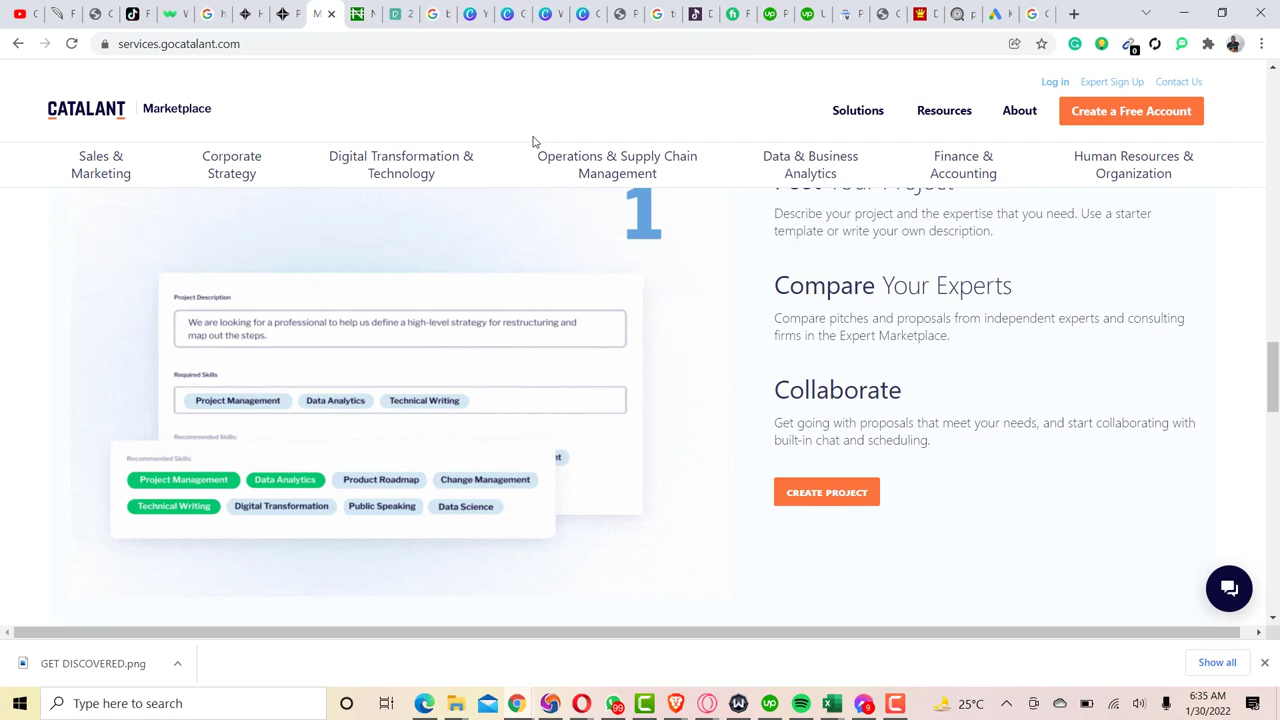 services.gocatalant.com
0
Log in
Expert Sign Up
Contact Us
CATALANT
Marketplace
Solutions
Resources
About
Create a Free Account
Sales &
Marketing
Corporate
Strategy
Digital Transformation &
Technology
Operations & Supply Chain
Management
Data & Business
Analytics
Finance &
Accounting
Human Resources &
Organization
1
Post Your Project
Describe your project and the expertise that you need. Use a starter
template or write your own description.
Compare Your Experts
Compare pitches and proposals from independent experts and consulting
firms in the Expert Marketplace.
Collaborate
Get going with proposals that meet your needs, and start collaborating with
built-in chat and scheduling.
CREATE PROJECT
Project Description
We are looking for a professional to help us define a high-level strategy for restructuring and
map out the steps.
Required Skills
Project Management
Data Analytics
Technical Writing
Recommended Skills:
Recommended Skills:
Project Management
Data Analytics
Product Roadmap
Change Management
Technical Writing
Digital Transformation
Public Speaking
Data Science
GET DISCOVERED.png
Show all
Type here to search
99
9
25°C
6:35 AM
1/30/2022